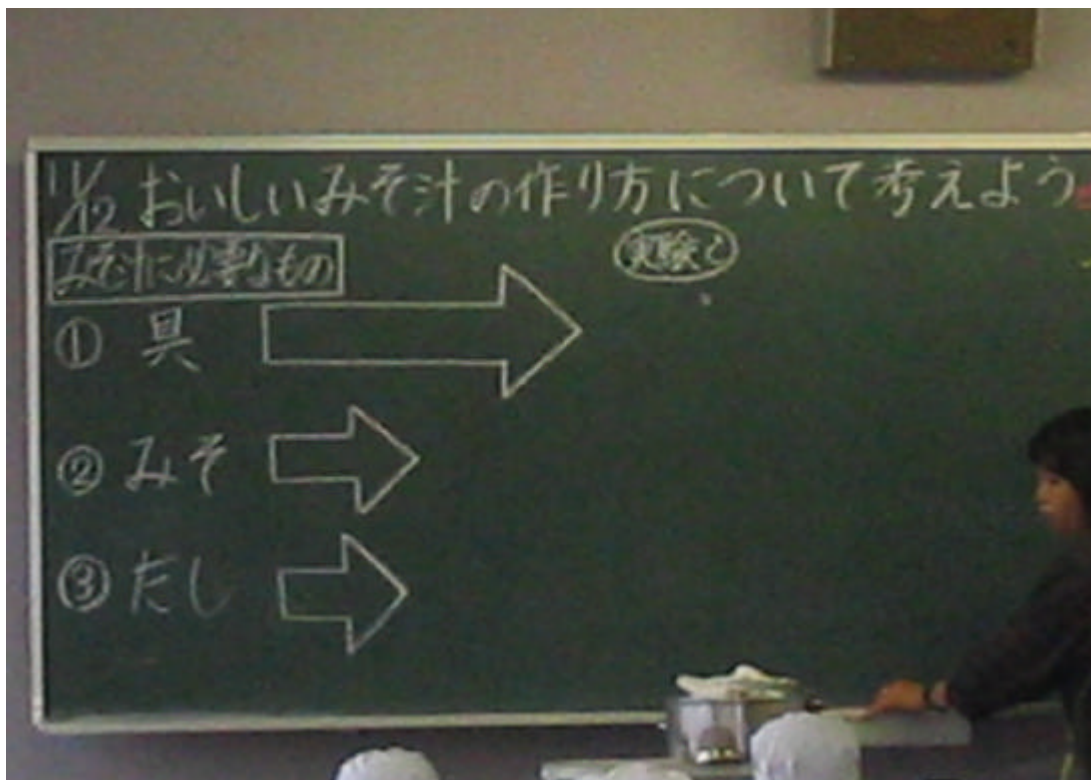 11/12 おいしいみそ汁の作り方について考えよう
みそ汁に必要なもの
実験
① 具
② みそ
③ だし